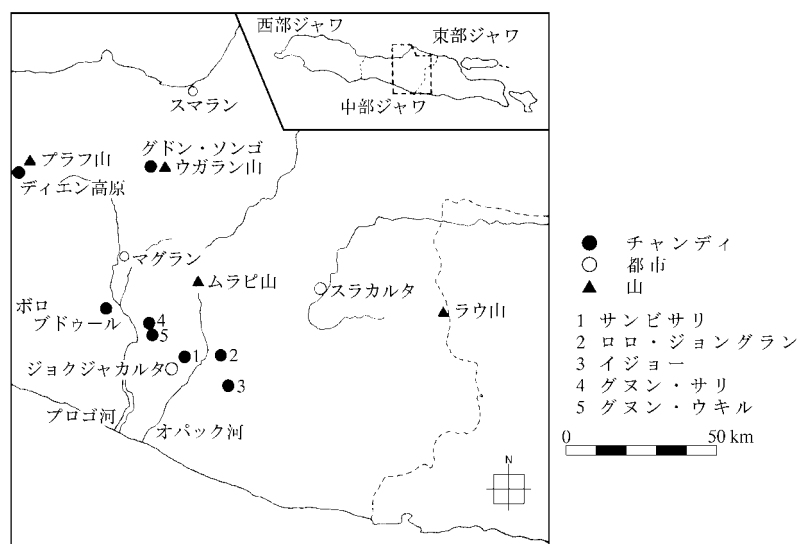 西部ジャワ
東部ジャワ
中部ジャワ
スマラン
グドン・ソンゴ
プラフ山
ウガラン山
ディエン高原
マグラン
ムラピ山
スラカルタ
ラウ山
ボロ
ブドゥール
4
5
1
2
ジョクジャカルタ
3
プロゴ河
オパック河
N
チャンディ
都市
山
1 サンビサリ
2 ロロ・ジョングラン
3 イジョー
4 グヌン・サリ
5 グヌン・ウキル
0 50 km